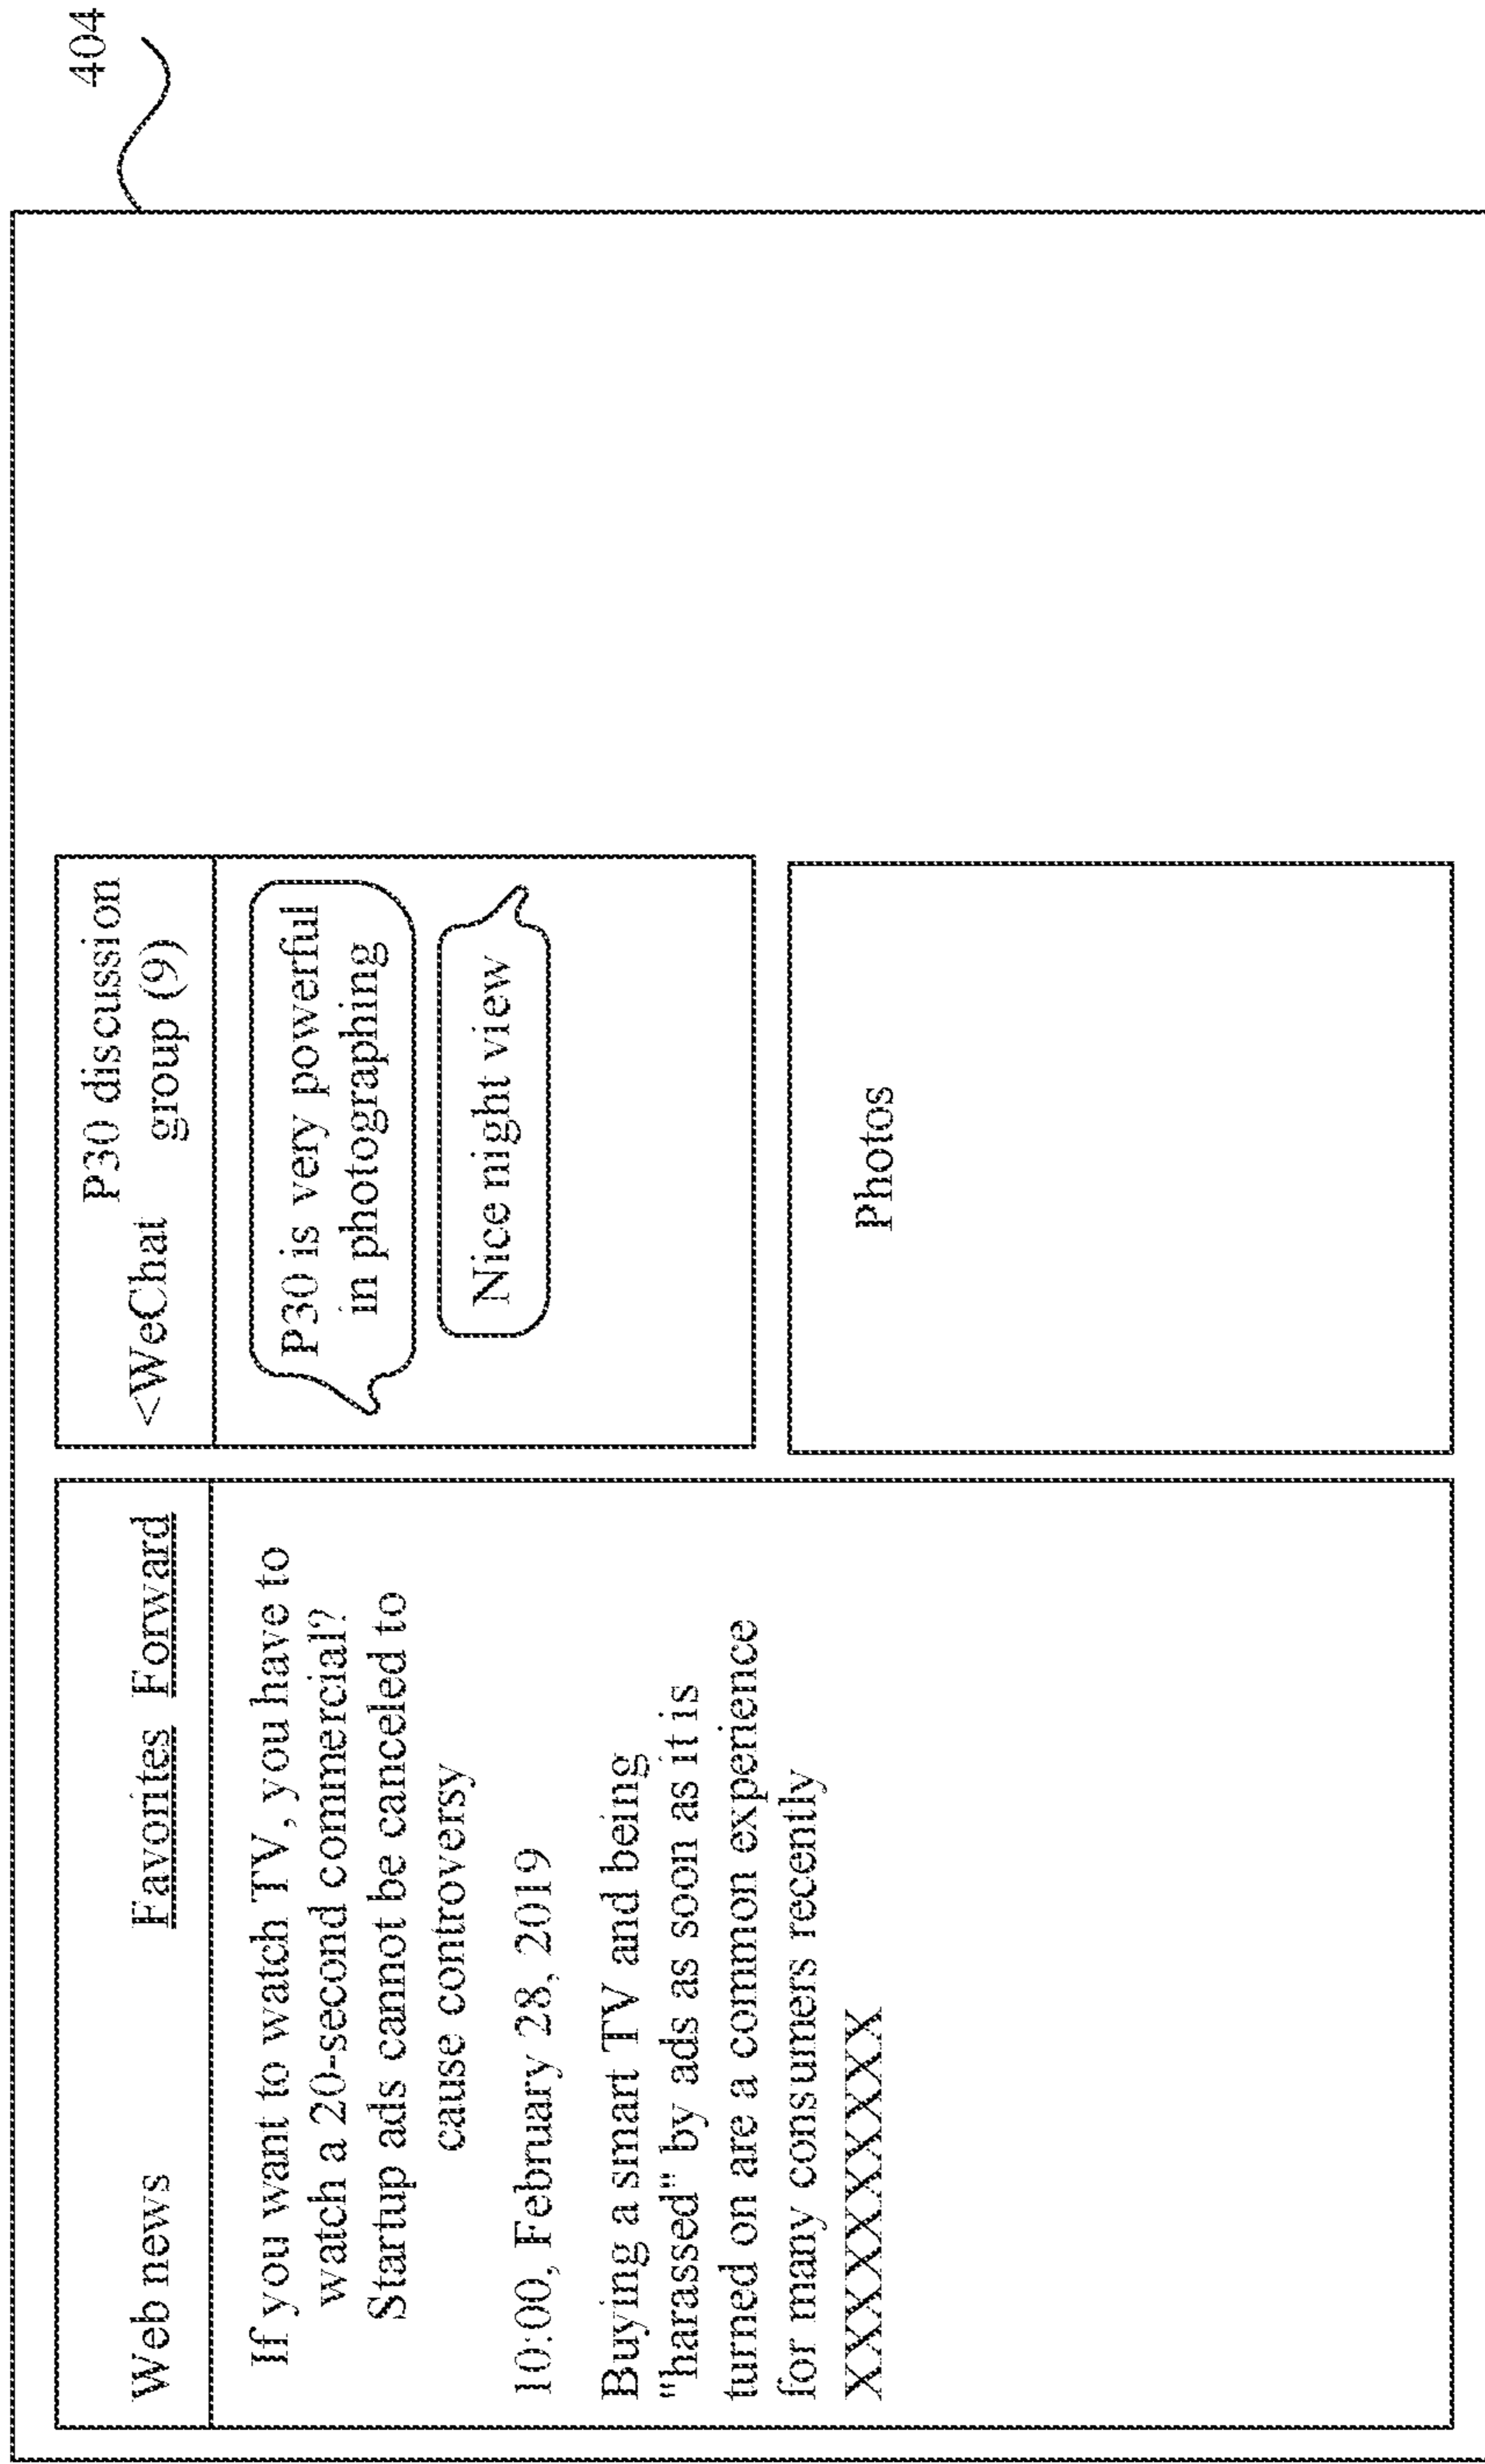 404
Web news Favorites Forward
If you want to watch TV, you have to
watch a 20-second commercial?
Startup ads cannot be canceled to
cause controversy
10:00, February 28, 2019
Buying a smart TV and being
"harassed" by ads as soon as it is
turned on are a common experience
for many consumers recently
XXXXXXXXXXX
P30 discussion
<WeChat group (9)
P30 is very powerful
in photographing
Nice night view
Photos